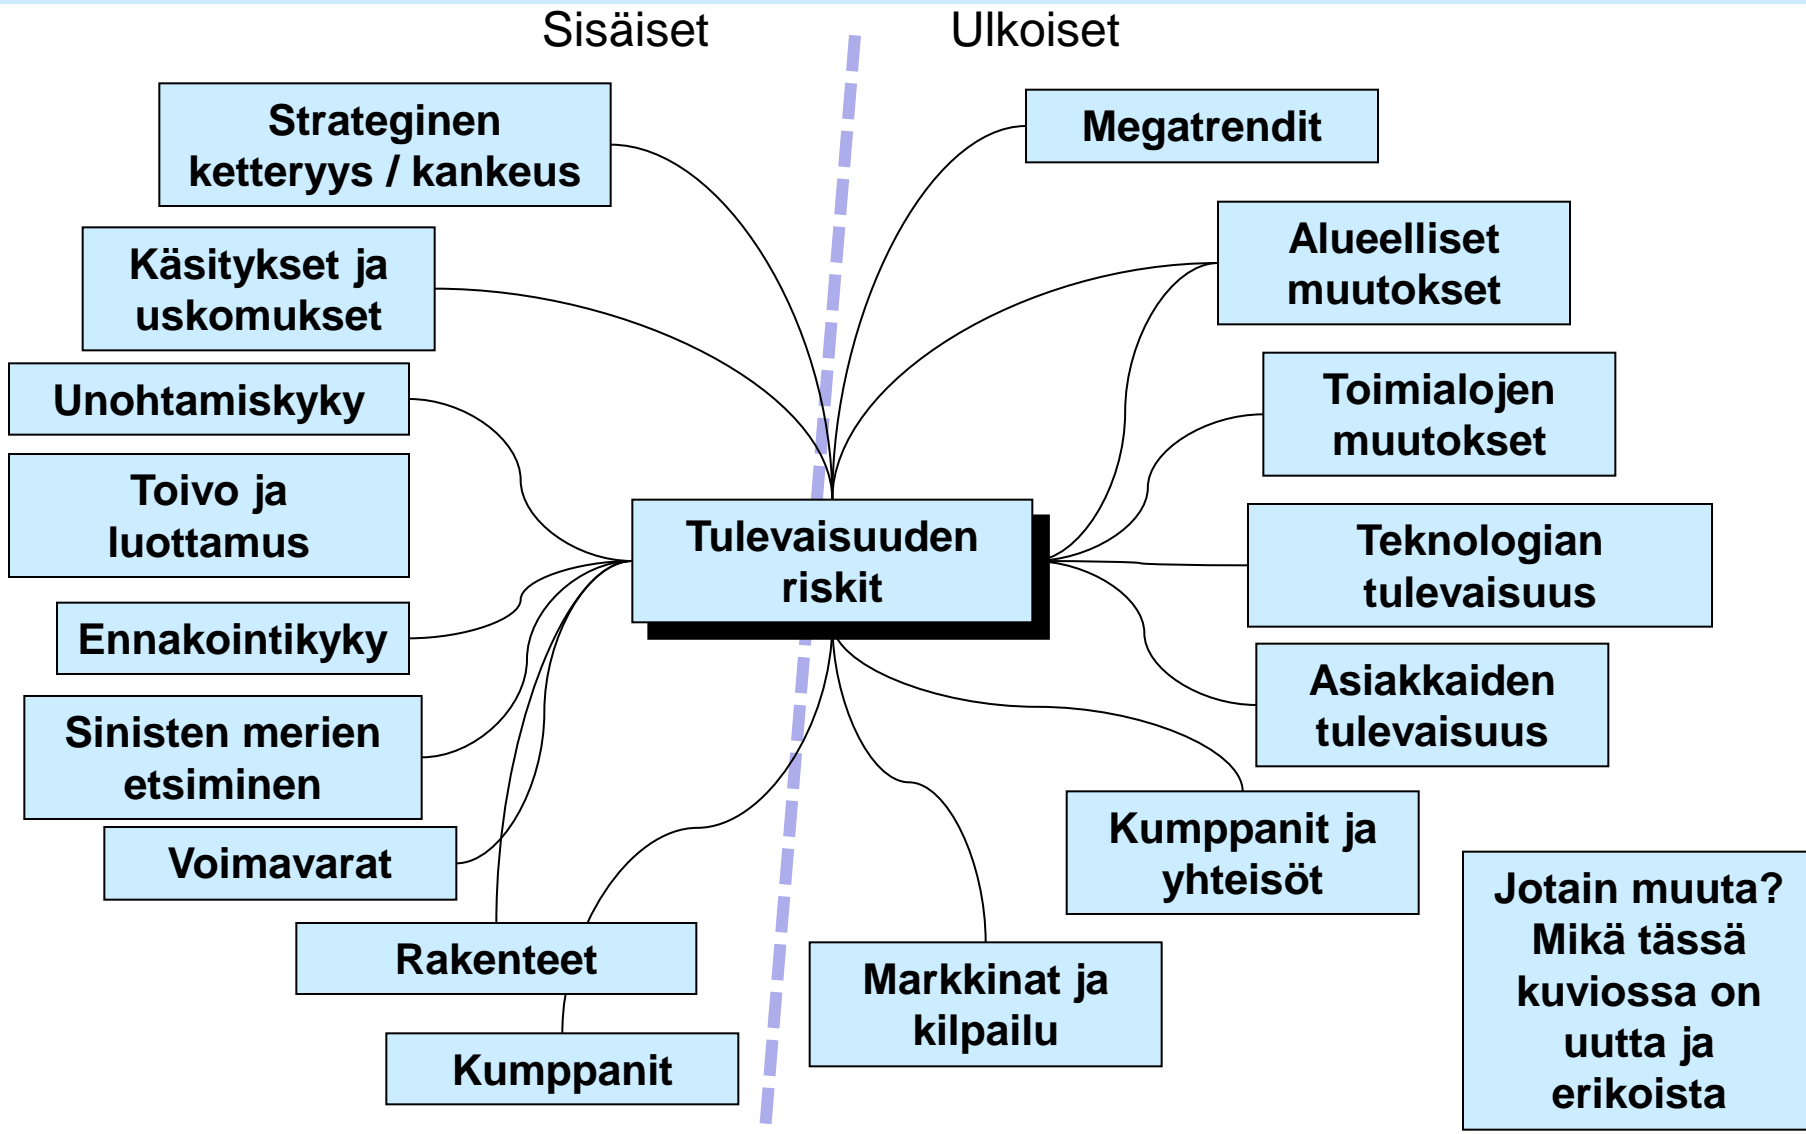 Sisäiset
Ulkoiset
Strateginen
ketteryys / kankeus
Käsitykset ja
uskomukset
Unohtamiskyky
Toivo ja
luottamus
Ennakointikyky
Sinisten merien
etsiminen
Voimavarat
Rakenteet
Kumppanit
Tulevaisuuden
riskit
Megatrendit
Alueelliset
muutokset
Toimialojen
muutokset
Teknologian
tulevaisuus
Asiakkaiden
tulevaisuus
Kumppanit ja
yhteisöt
Markkinat ja
kilpailu
Jotain muuta?
Mikä tässä
kuviossa on
uutta ja
erikoista